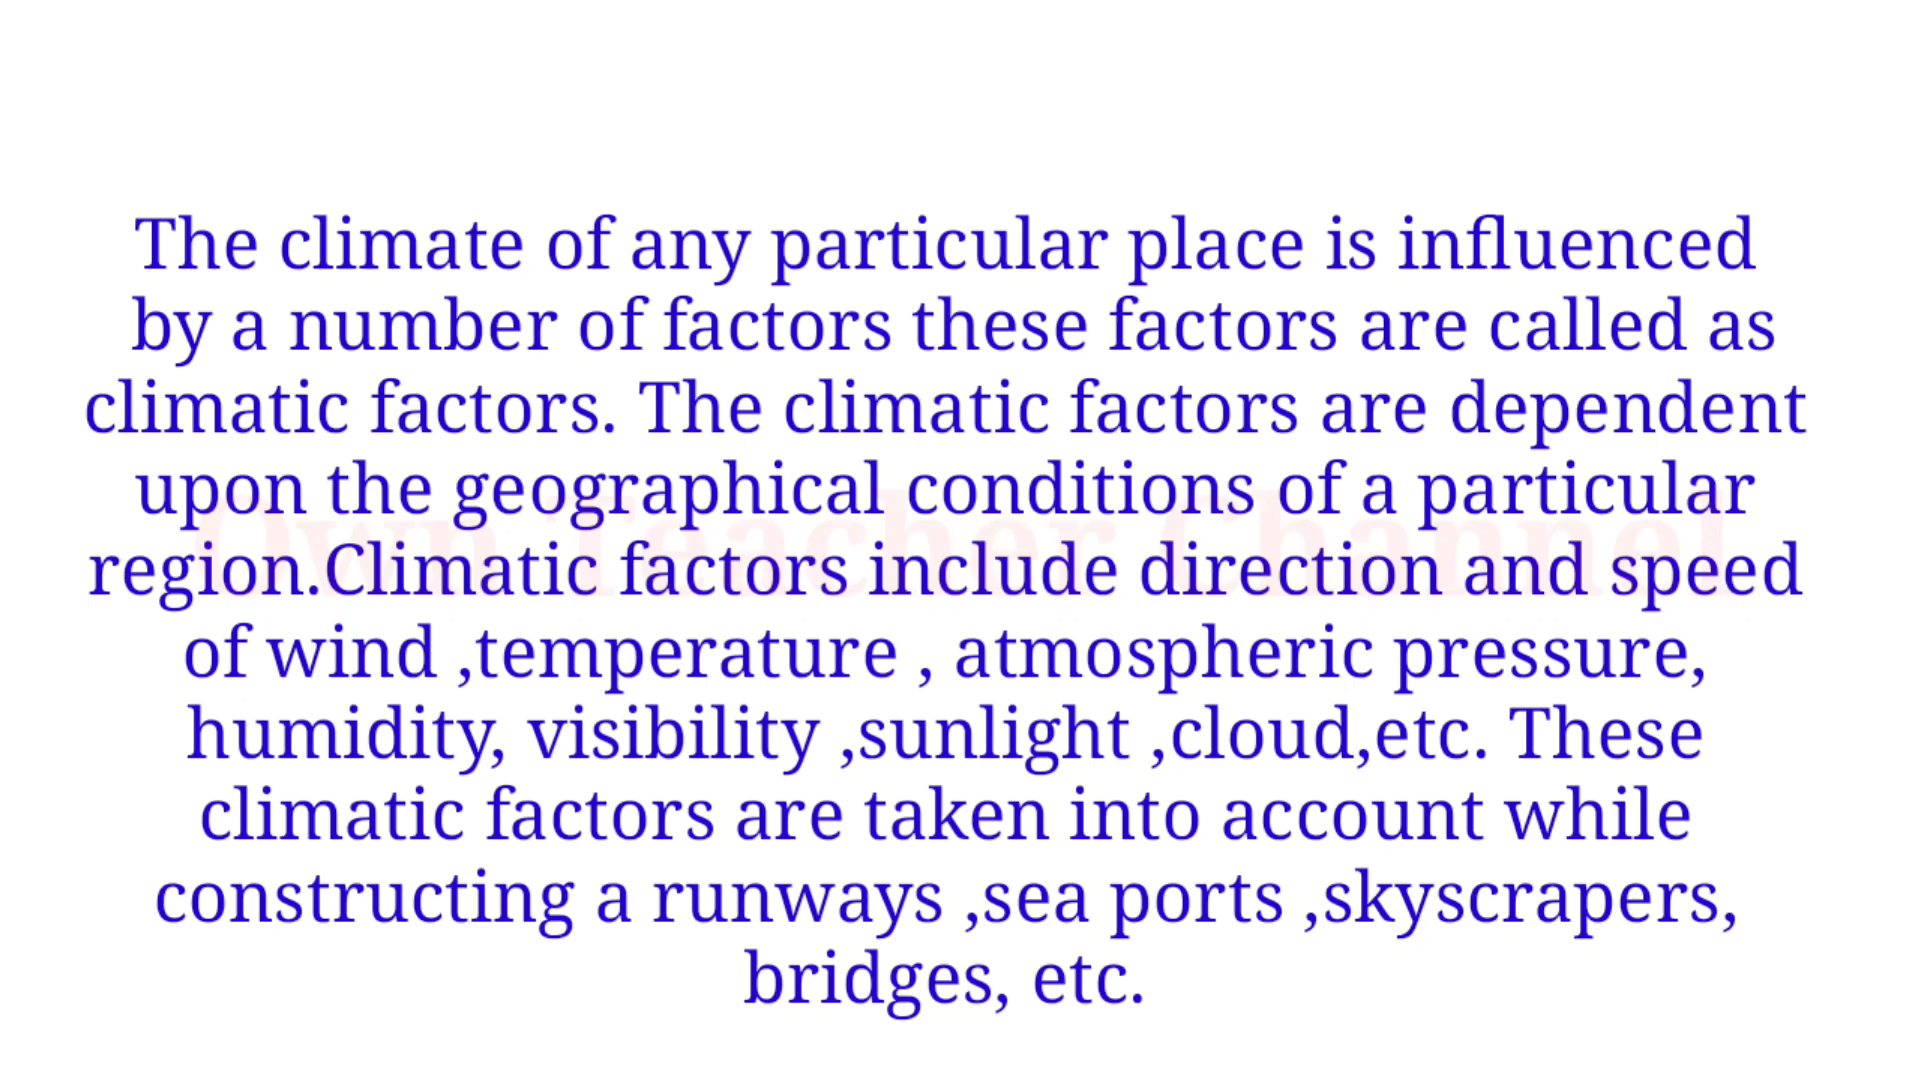 The climate of any particular place is influenced
by a number of factors these factors are called as
climatic factors. The climatic factors are dependent
upon the geographical conditions of a particular
Own Teacher Channel
region.Climatic factors include direction and speed
of wind ,temperature , atmospheric pressure,
humidity, visibility ,sunlight ,cloud,etc. These
climatic factors are taken into account while
constructing a runways ,sea ports ,skyscrapers,
bridges, etc.